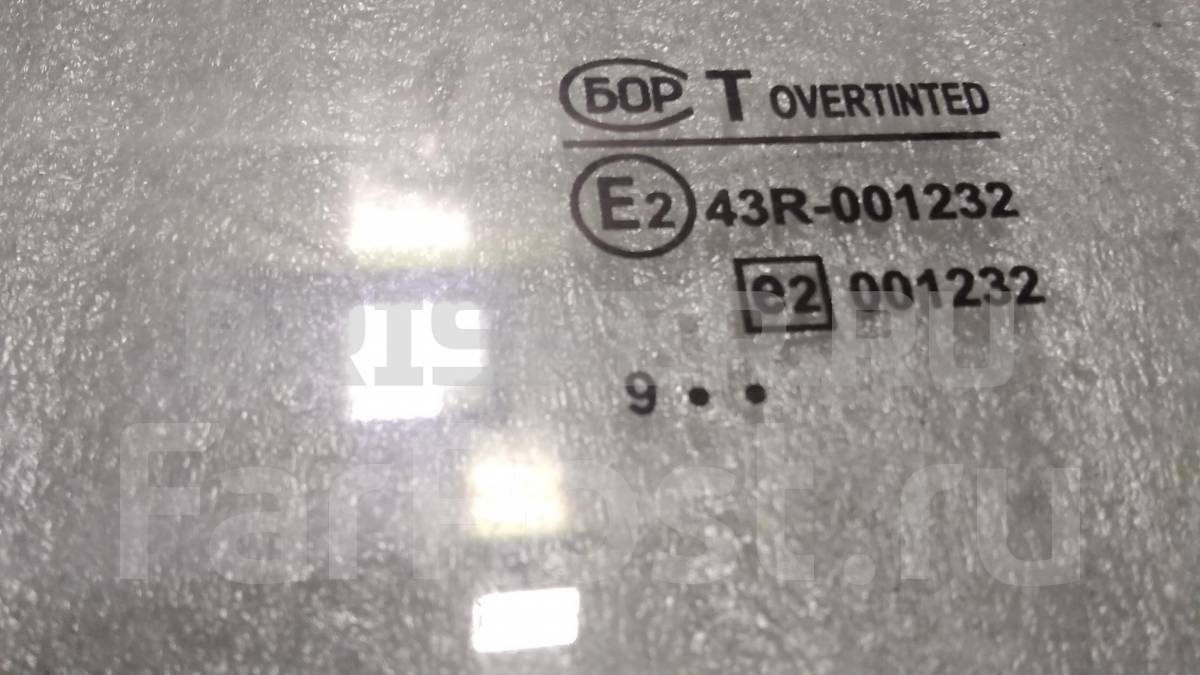 БОР T OVERTINTED
E2 43R-001232
e2 001232
9 • •
FarPost.ru